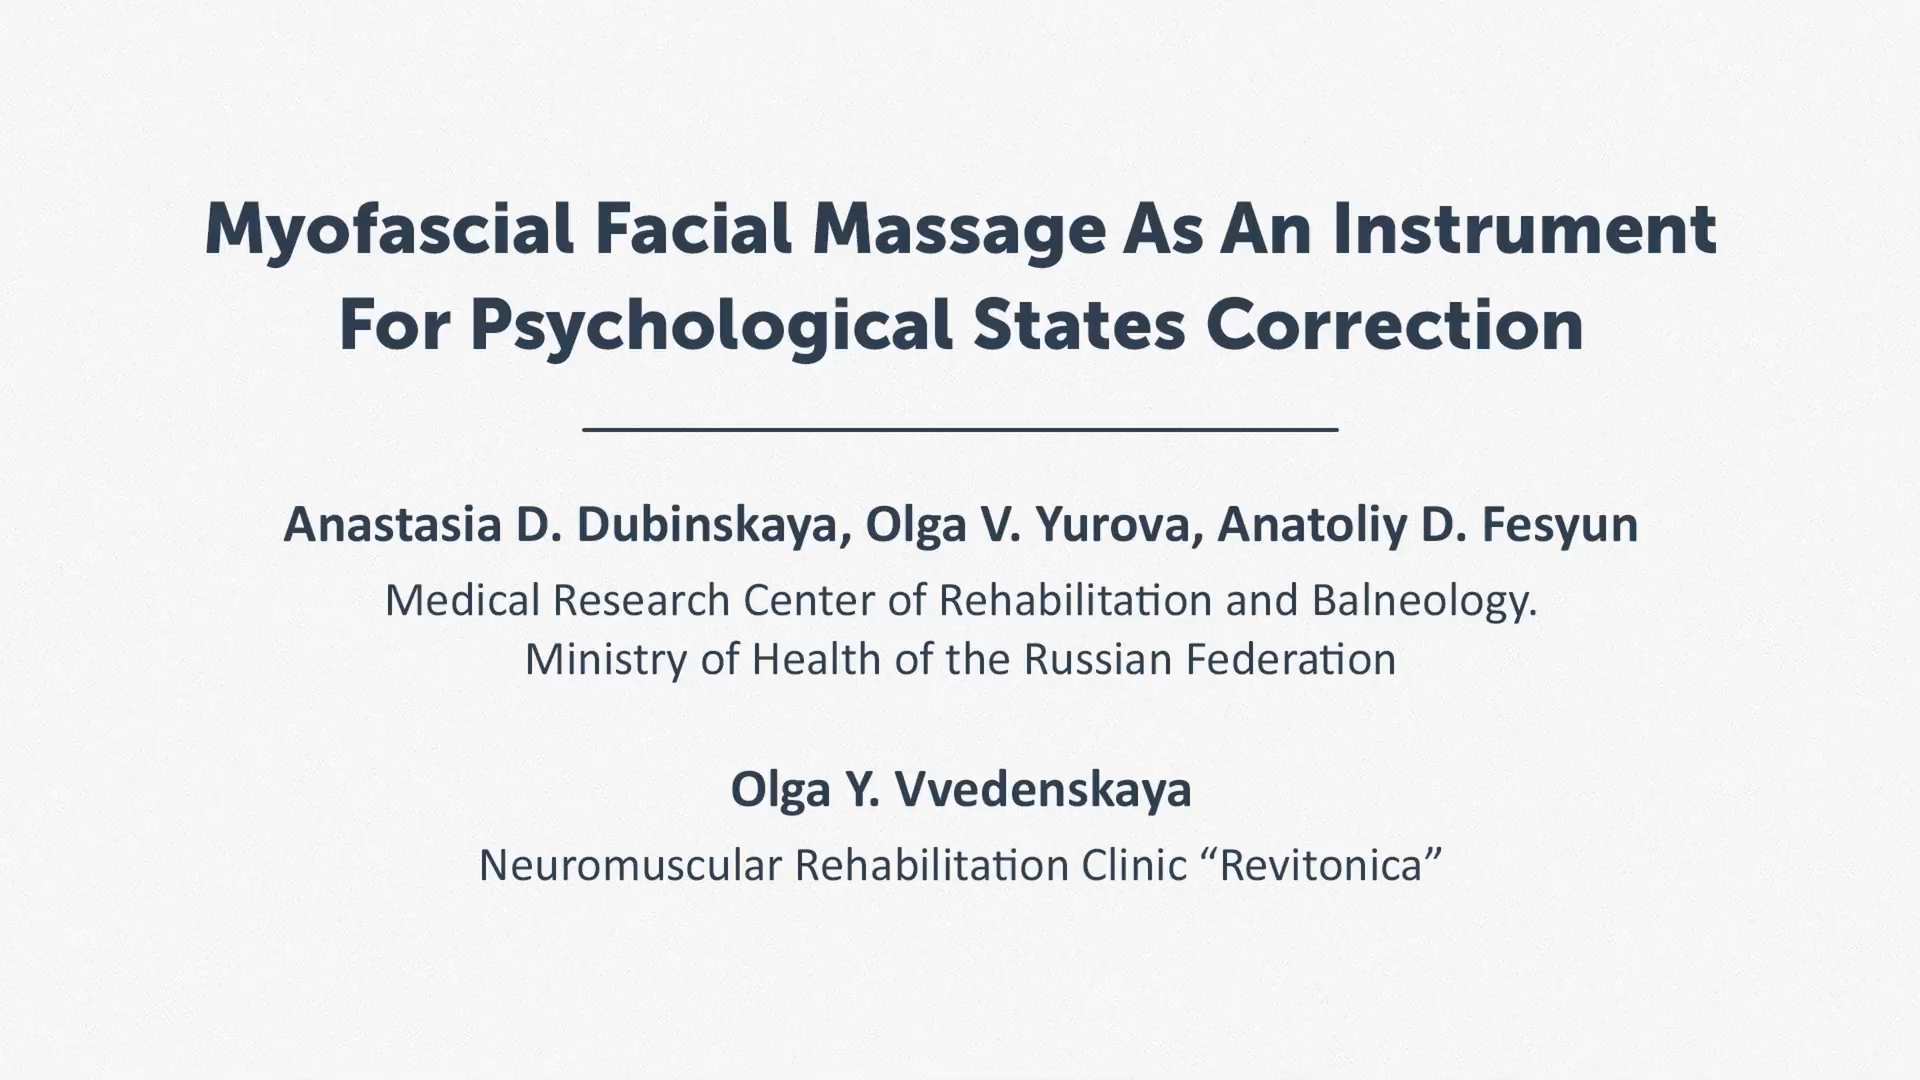 Myofascial Facial Massage As An Instrument
For Psychological States Correction
Anastasia D. Dubinskaya, Olga V. Yurova, Anatoliy D. Fesyun
Medical Research Center of Rehabilitation and Balneology.
Ministry of Health of the Russian Federation
Olga Y. Vvedenskaya
Neuromuscular Rehabilitation Clinic “Revitonica”